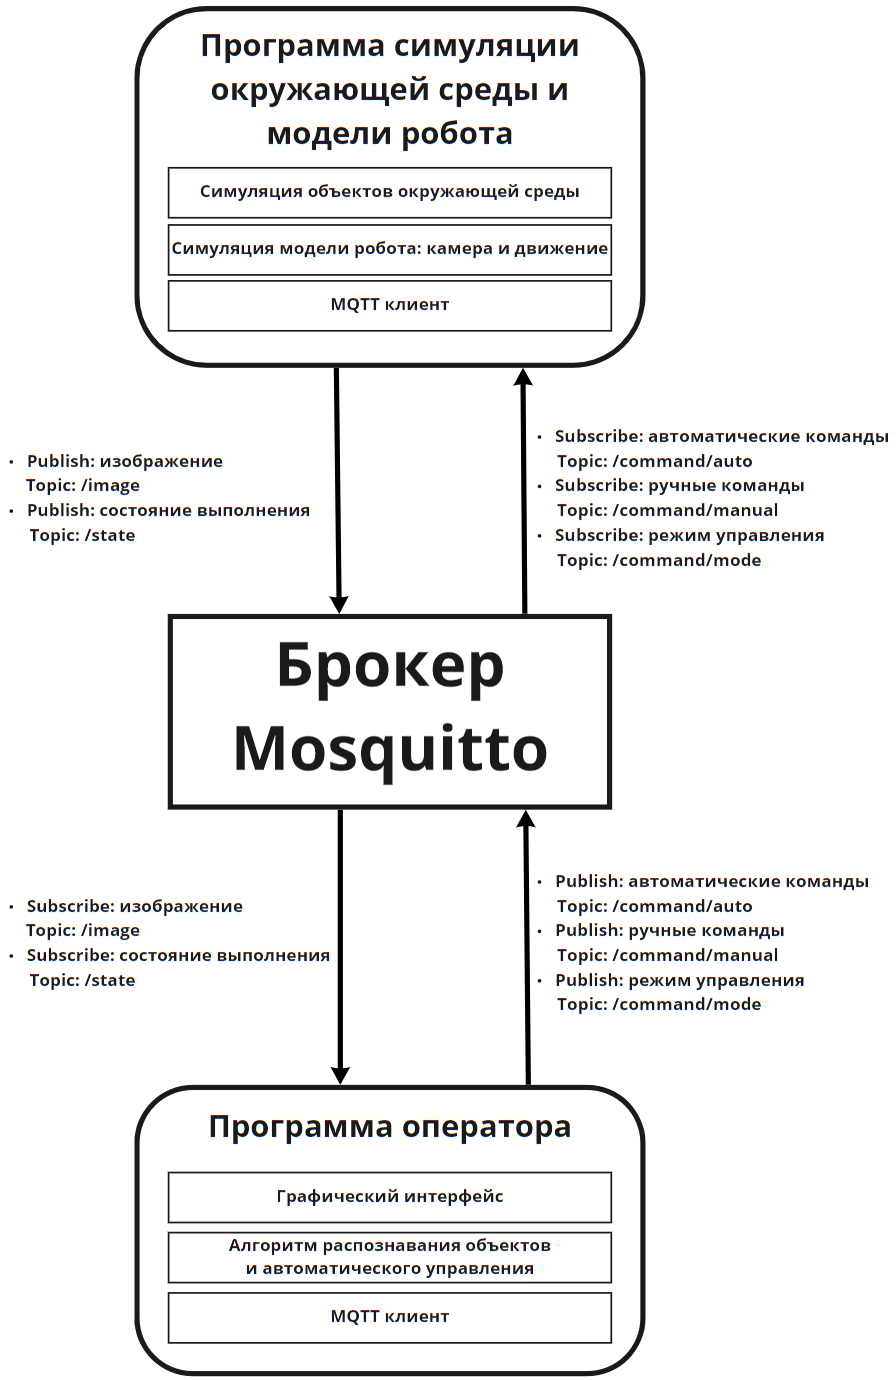 Программа симуляции
окружающей среды и
модели робота
Симуляция объектов окружающей среды
Симуляция модели робота: камера и движение
MQTT клиент
• Publish: изображение
Topic: /image
• Publish: состояние выполнения
Topic: /state
• Subscribe: автоматические команды
Topic: /command/auto
• Subscribe: ручные команды
Topic: /command/manual
• Subscribe: режим управления
Topic: /command/mode
Брокер
Mosquitto
• Subscribe: изображение
Topic: /image
• Subscribe: состояние выполнения
Topic: /state
• Publish: автоматические команды
Topic: /command/auto
• Publish: ручные команды
Topic: /command/manual
• Publish: режим управления
Topic: /command/mode
Программа оператора
Графический интерфейс
Алгоритм распознавания объектов
и автоматического управления
MQTT клиент